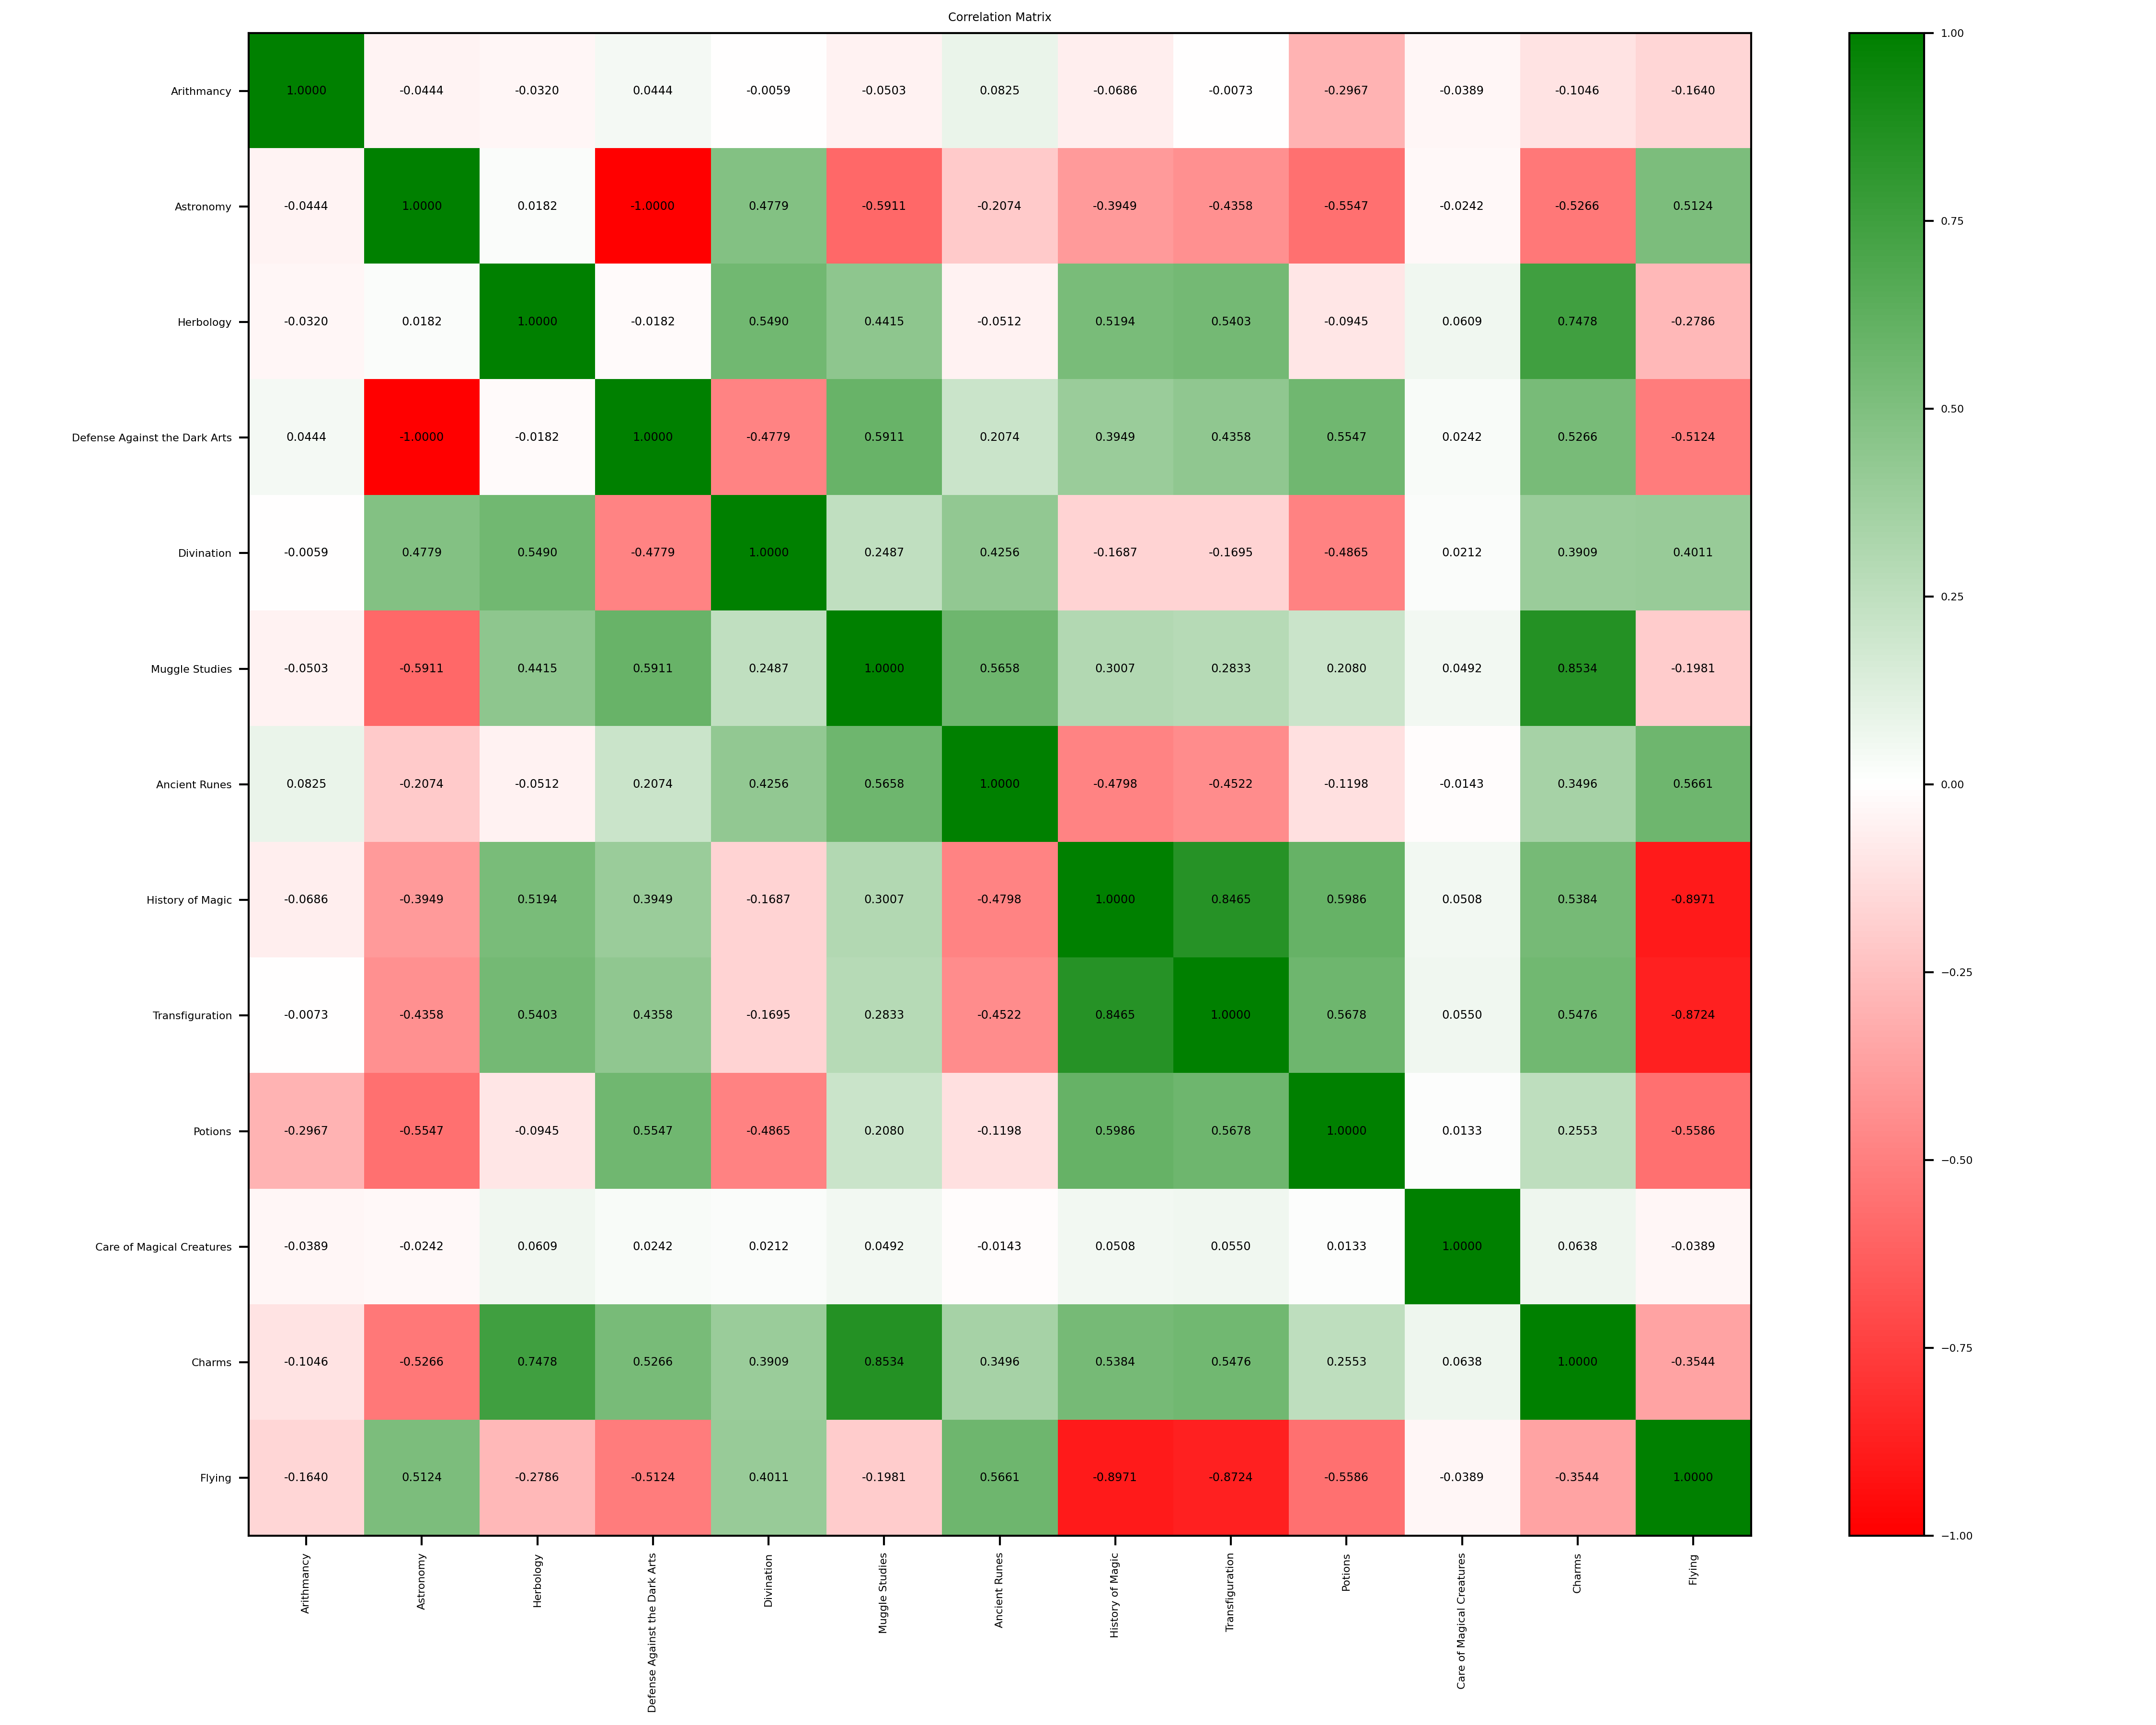 Correlation Matrix
Arithmancy 1.0000 -0.0444 -0.0320 0.0444 -0.0059 -0.0503 0.0825 -0.0686 -0.0073 -0.2967 -0.0389 -0.1046 -0.1640
Astronomy -0.0444 1.0000 0.0182 -1.0000 0.4779 -0.5911 -0.2074 -0.3949 -0.4358 -0.5547 -0.0242 -0.5266 0.5124
Herbology -0.0320 0.0182 1.0000 -0.0182 0.5490 0.4415 -0.0512 0.5194 0.5403 -0.0945 0.0609 0.7478 -0.2786
Defense Against the Dark Arts 0.0444 -1.0000 -0.0182 1.0000 -0.4779 0.5911 0.2074 0.3949 0.4358 0.5547 0.0242 0.5266 -0.5124
Divination -0.0059 0.4779 0.5490 -0.4779 1.0000 0.2487 0.4256 -0.1687 -0.1695 -0.4865 0.0212 0.3909 0.4011
Muggle Studies -0.0503 -0.5911 0.4415 0.5911 0.2487 1.0000 0.5658 0.3007 0.2833 0.2080 0.0492 0.8534 -0.1981
Ancient Runes 0.0825 -0.2074 -0.0512 0.2074 0.4256 0.5658 1.0000 -0.4798 -0.4522 -0.1198 -0.0143 0.3496 0.5661
History of Magic -0.0686 -0.3949 0.5194 0.3949 -0.1687 0.3007 -0.4798 1.0000 0.8465 0.5986 0.0508 0.5384 -0.8971
Transfiguration -0.0073 -0.4358 0.5403 0.4358 -0.1695 0.2833 -0.4522 0.8465 1.0000 0.5678 0.0550 0.5476 -0.8724
Potions -0.2967 -0.5547 -0.0945 0.5547 -0.4865 0.2080 -0.1198 0.5986 0.5678 1.0000 0.0133 0.2553 -0.5586
Care of Magical Creatures -0.0389 -0.0242 0.0609 0.0242 0.0212 0.0492 -0.0143 0.0508 0.0550 0.0133 1.0000 0.0638 -0.0389
Charms -0.1046 -0.5266 0.7478 0.5266 0.3909 0.8534 0.3496 0.5384 0.5476 0.2553 0.0638 1.0000 -0.3544
Flying -0.1640 0.5124 -0.2786 -0.5124 0.4011 -0.1981 0.5661 -0.8971 -0.8724 -0.5586 -0.0389 -0.3544 1.0000
Arithmancy
Astronomy
Herbology
Defense Against the Dark Arts
Divination
Muggle Studies
Ancient Runes
History of Magic
Transfiguration
Potions
Care of Magical Creatures
Charms
Flying
1.00
0.75
0.50
0.25
0.00
−0.25
−0.50
−0.75
−1.00